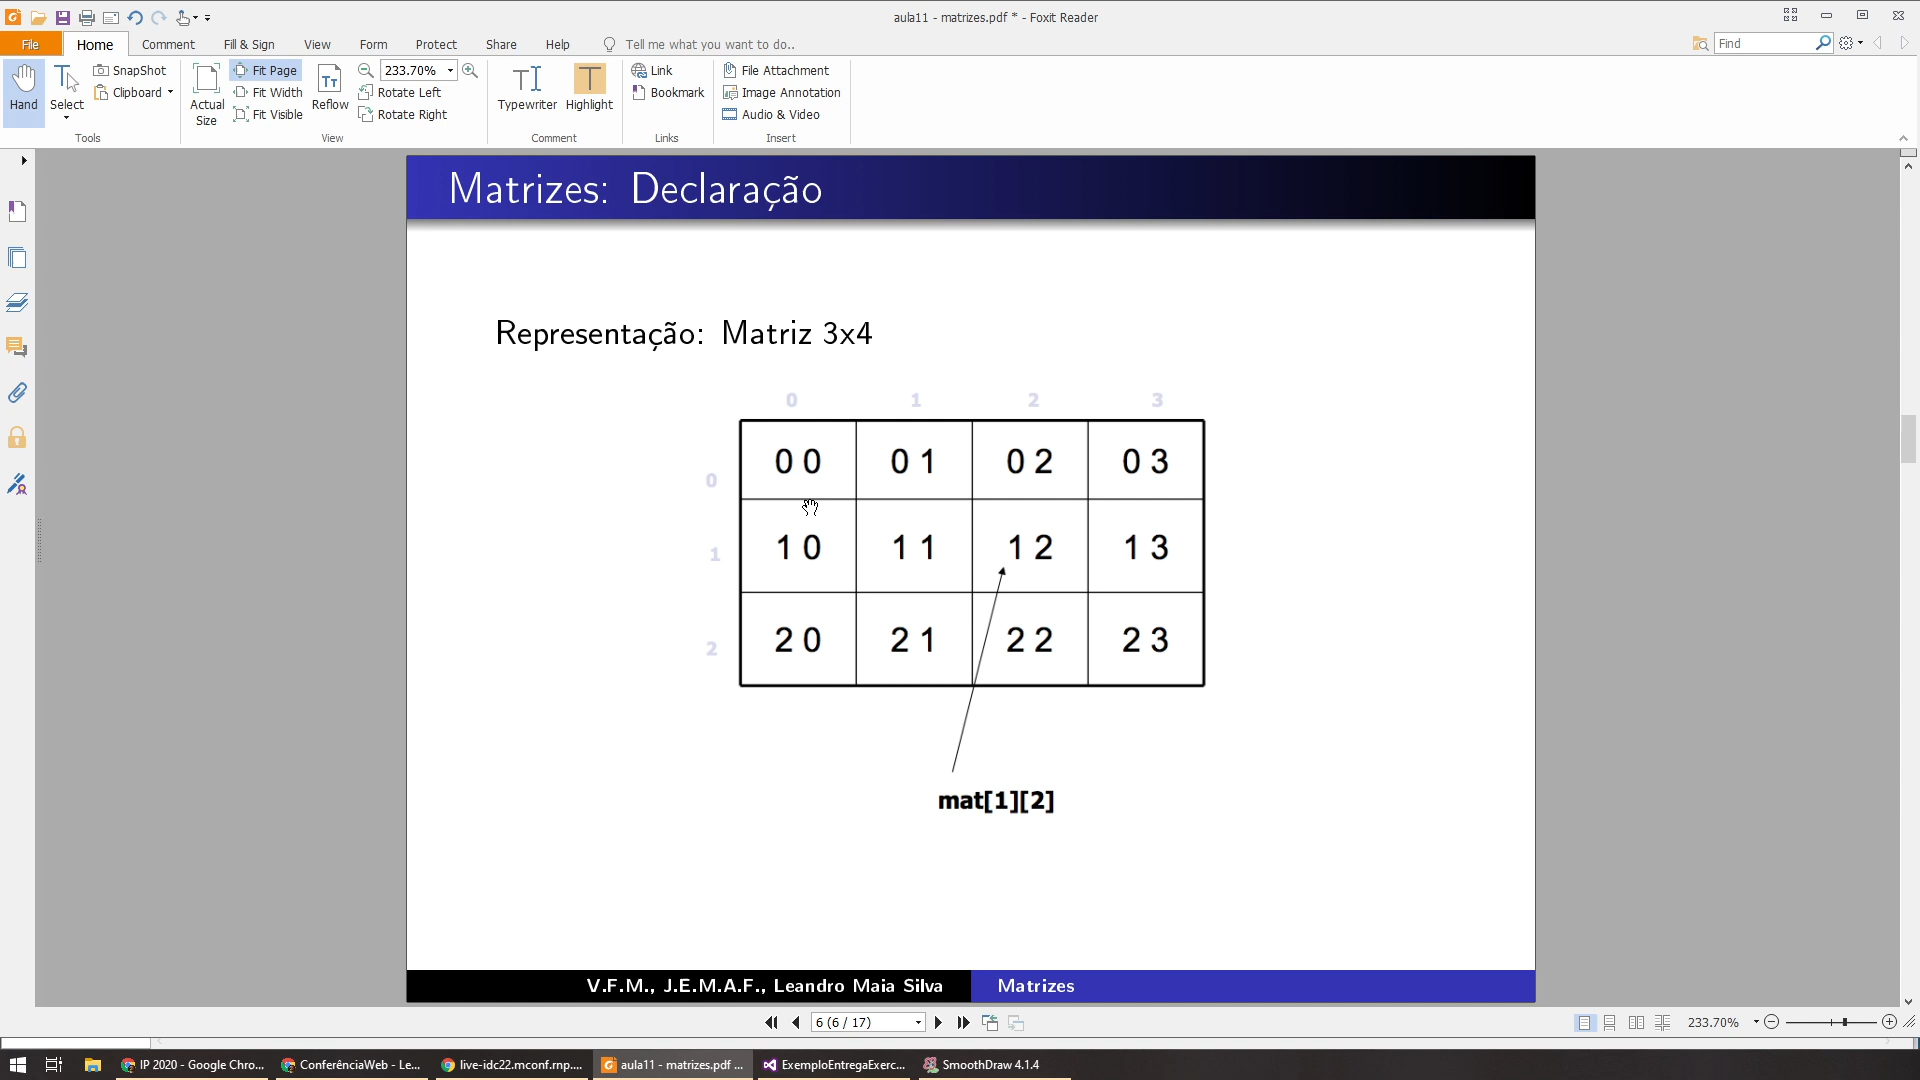 aula11 - matrizes.pdf * - Foxit Reader
File Home Comment Fill & Sign View Form Protect Share Help Tell me what you want to do.. Find
Hand
Select
SnapShot
Clipboard
Tools
Actual Size
Fit Page
Fit Width
Fit Visible
Reflow
233.70%
Rotate Left
Rotate Right
View
Typewriter
Highlight
Comment
Link
Bookmark
Links
File Attachment
Image Annotation
Audio & Video
Insert
Matrizes: Declaração
Representação: Matriz 3x4
0 1 2 3
0 0 0 0 1 0 2 0 3
1 1 0 1 1 1 2 1 3
2 2 0 2 1 2 2 2 3
mat[1][2]
V.F.M., J.E.M.A.F., Leandro Maia Silva Matrizes
6 (6 / 17) 233.70%
IP 2020 - Google Chro... ConferênciaWeb - Le... live-idc22.mconf.rnp.... aula11 - matrizes.pdf ... ExemploEntregaExerc... SmoothDraw 4.1.4